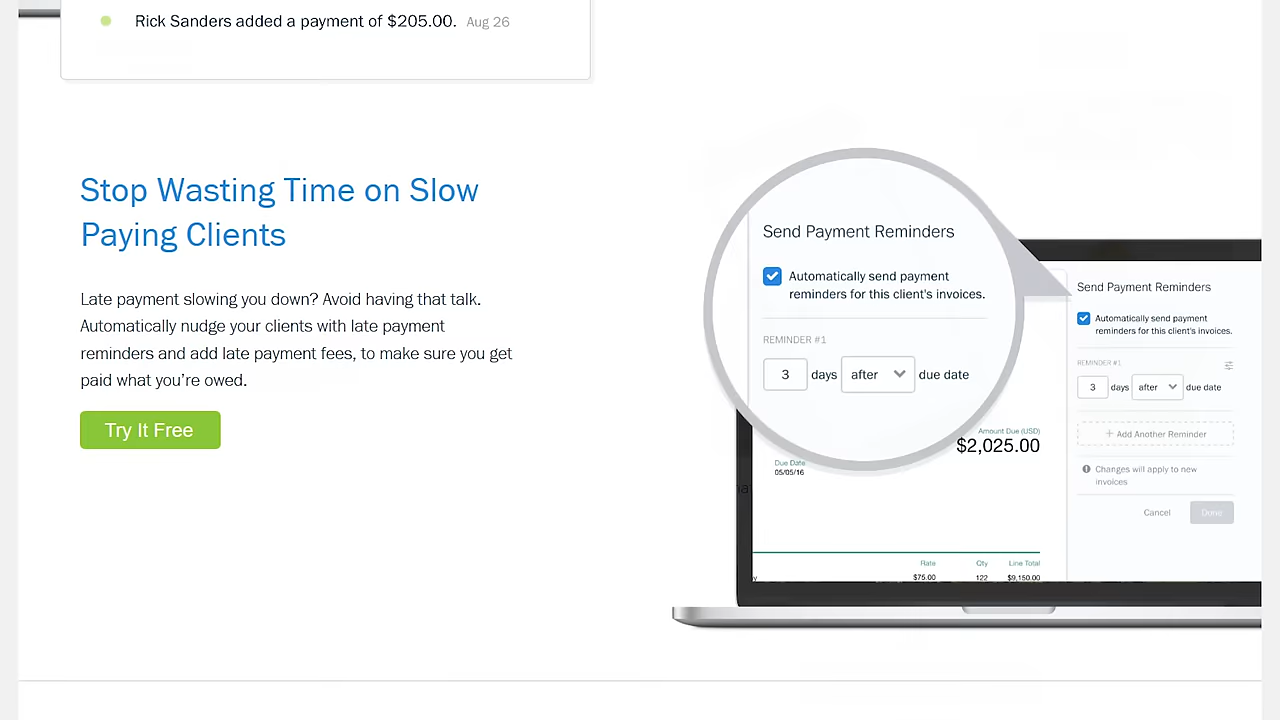 Rick Sanders added a payment of $205.00. Aug 26
Stop Wasting Time on Slow
Paying Clients
Late payment slowing you down? Avoid having that talk.
Automatically nudge your clients with late payment
reminders and add late payment fees, to make sure you get
paid what you’re owed.
Try It Free
Send Payment Reminders
Automatically send payment
reminders for this client's invoices.
REMINDER #1
3 days after due date
Amount Due (USD)
$2,025.00
Due Date
05/05/16
Rate Qty Line Total
$75.00 122 $9,150.00
Send Payment Reminders
Automatically send payment
reminders for this client's invoices.
REMINDER #1
3 days after due date
+ Add Another Reminder
Changes will apply to new
invoices
Cancel Done